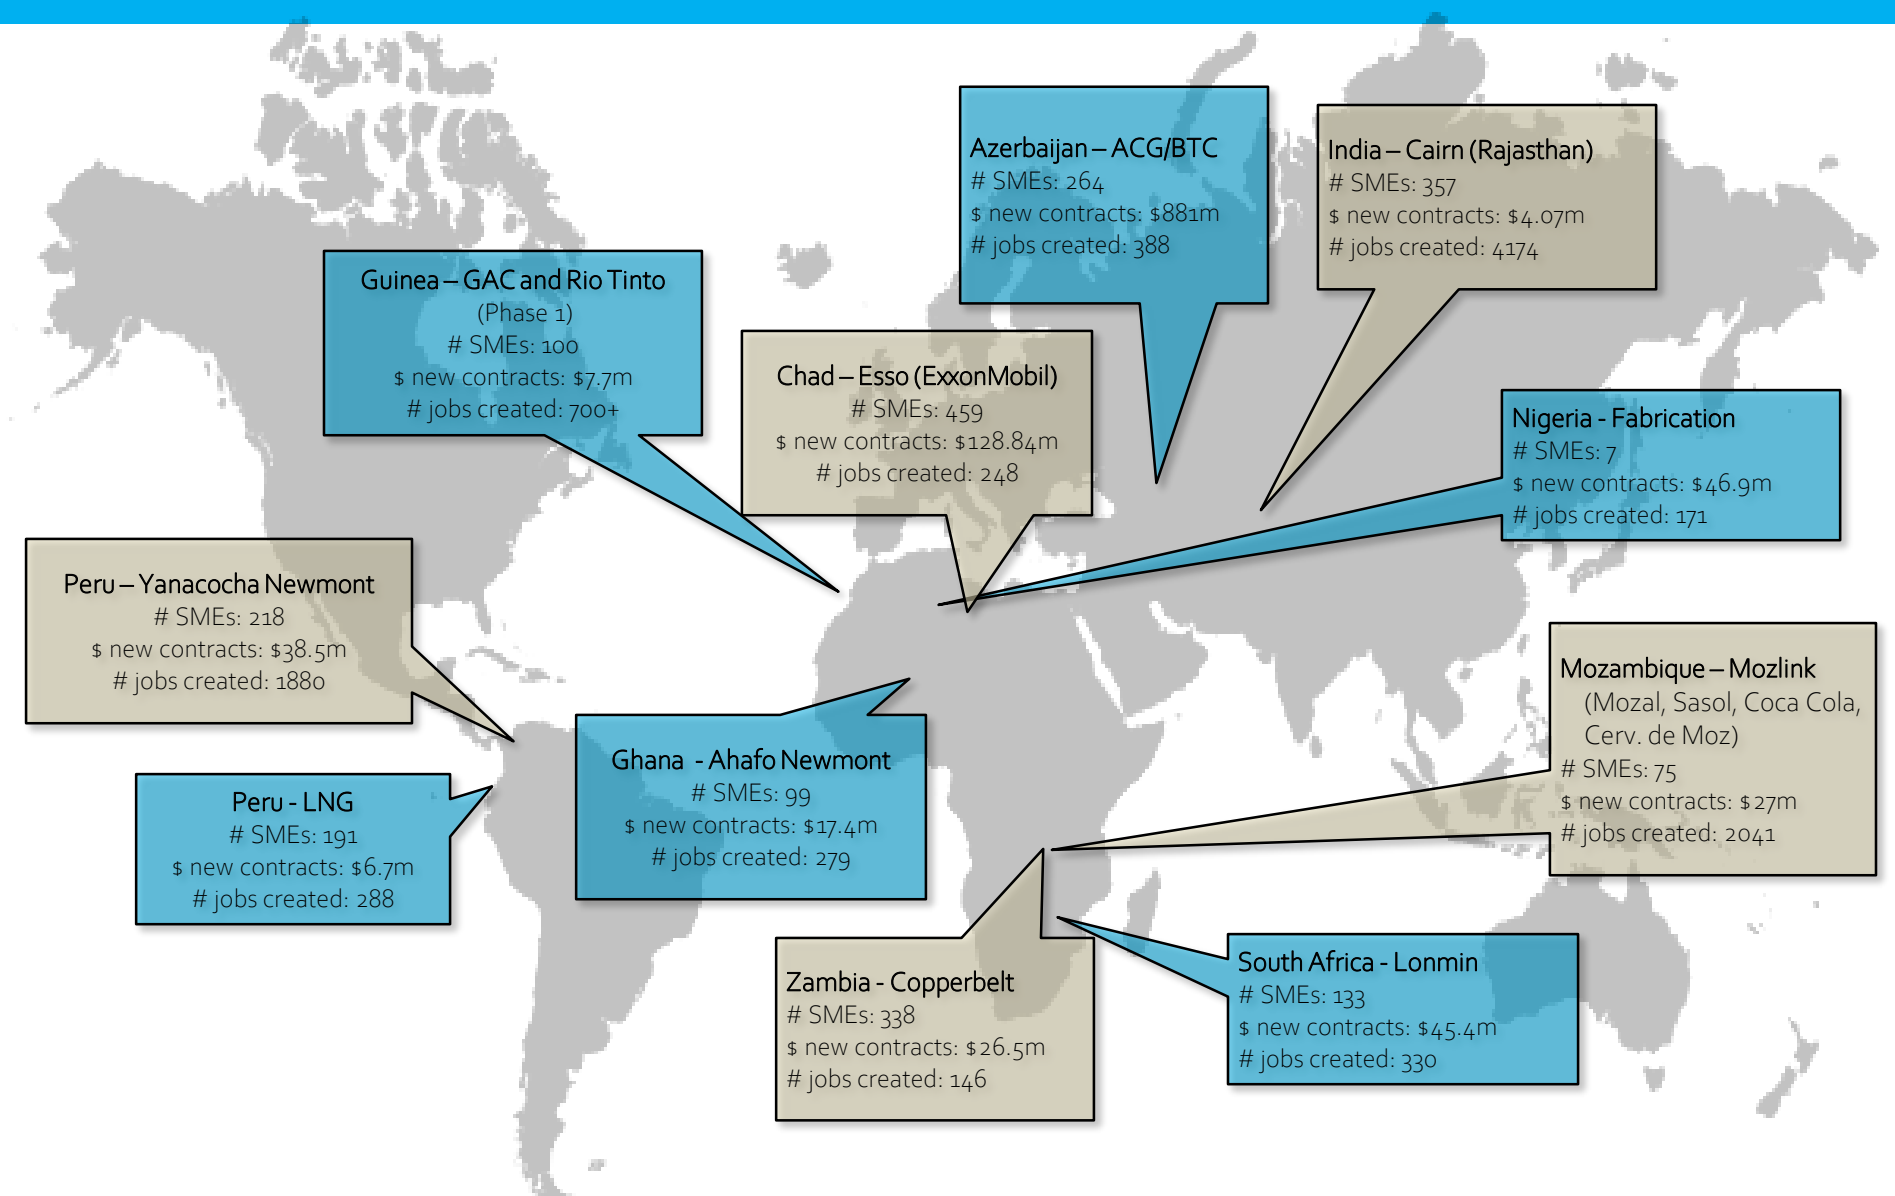 Azerbaijan – ACG/BTC
# SMEs: 264
$ new contracts: $881m
# jobs created: 388
India – Cairn (Rajasthan)
# SMEs: 357
$ new contracts: $4.07m
# jobs created: 4174
Guinea – GAC and Rio Tinto
(Phase 1)
# SMEs: 100
$ new contracts: $7.7m
# jobs created: 700+
Chad – Esso (ExxonMobil)
# SMEs: 459
$ new contracts: $128.84m
# jobs created: 248
Nigeria - Fabrication
# SMEs: 7
$ new contracts: $46.9m
# jobs created: 171
Peru – Yanacocha Newmont
# SMEs: 218
$ new contracts: $38.5m
# jobs created: 1880
Mozambique – Mozlink
(Mozal, Sasol, Coca Cola,
Cerv. de Moz)
# SMEs: 75
$ new contracts: $27m
# jobs created: 2041
Ghana - Ahafo Newmont
# SMEs: 99
$ new contracts: $17.4m
# jobs created: 279
Peru - LNG
# SMEs: 191
$ new contracts: $6.7m
# jobs created: 288
Zambia - Copperbelt
# SMEs: 338
$ new contracts: $26.5m
# jobs created: 146
South Africa - Lonmin
# SMEs: 133
$ new contracts: $45.4m
# jobs created: 330